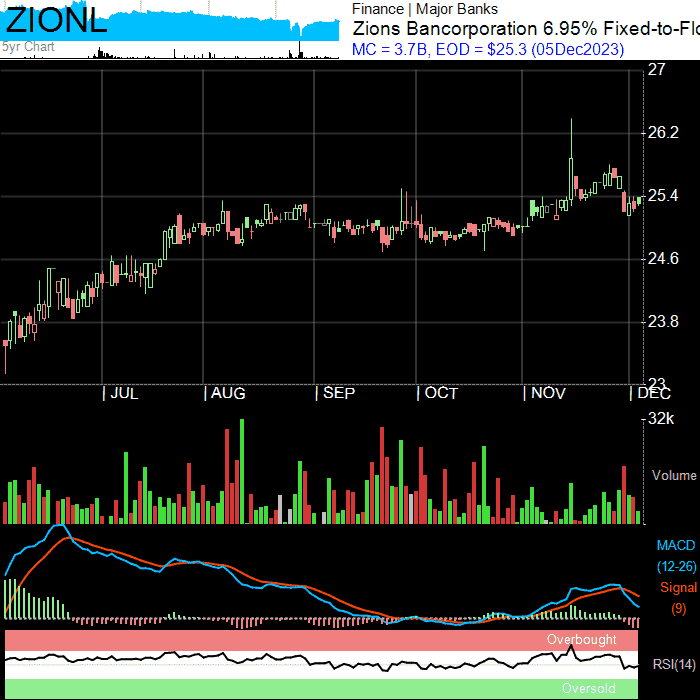 ZIONL
5yr Chart
Finance | Major Banks
Zions Bancorporation 6.95% Fixed-to-Flo
MC = 3.7B, EOD = $25.3 (05Dec2023)
27
26.2
25.4
24.6
23.8
23
JUL AUG SEP OCT NOV DEC
32k
Volume
MACD
(12-26)
Signal
(9)
Overbought
RSI(14)
Oversold